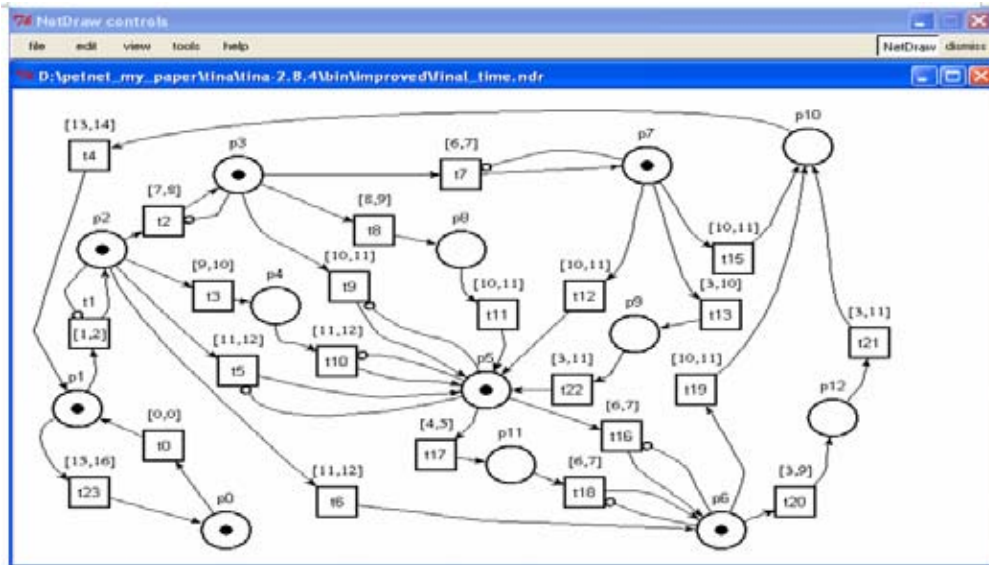 NetDraw controls
file edit view tools help NetDraw dismiss
D:\petnet_my_paper\tina\tina-2.8.4\bin\improved\final_time.ndr
[13,14]
t4
p3
[6,7]
t7
p7
p10
[7,8]
t2
[8,9]
t8
p8
p2
[10,11]
t15
[9,10]
t3
p4
[10,11]
t9
[10,11]
t12
[3,10]
t13
t1
[1,2]
[10,11]
t11
p9
[11,12]
t10
[3,11]
t21
[11,12]
t5
p5
[3,11]
t22
[10,11]
t19
p12
p1
[0,0]
t0
[4,5]
t17
p11
[6,7]
t16
[13,16]
t23
p0
[11,12]
t6
[6,7]
t18
p6
[3,9]
t20